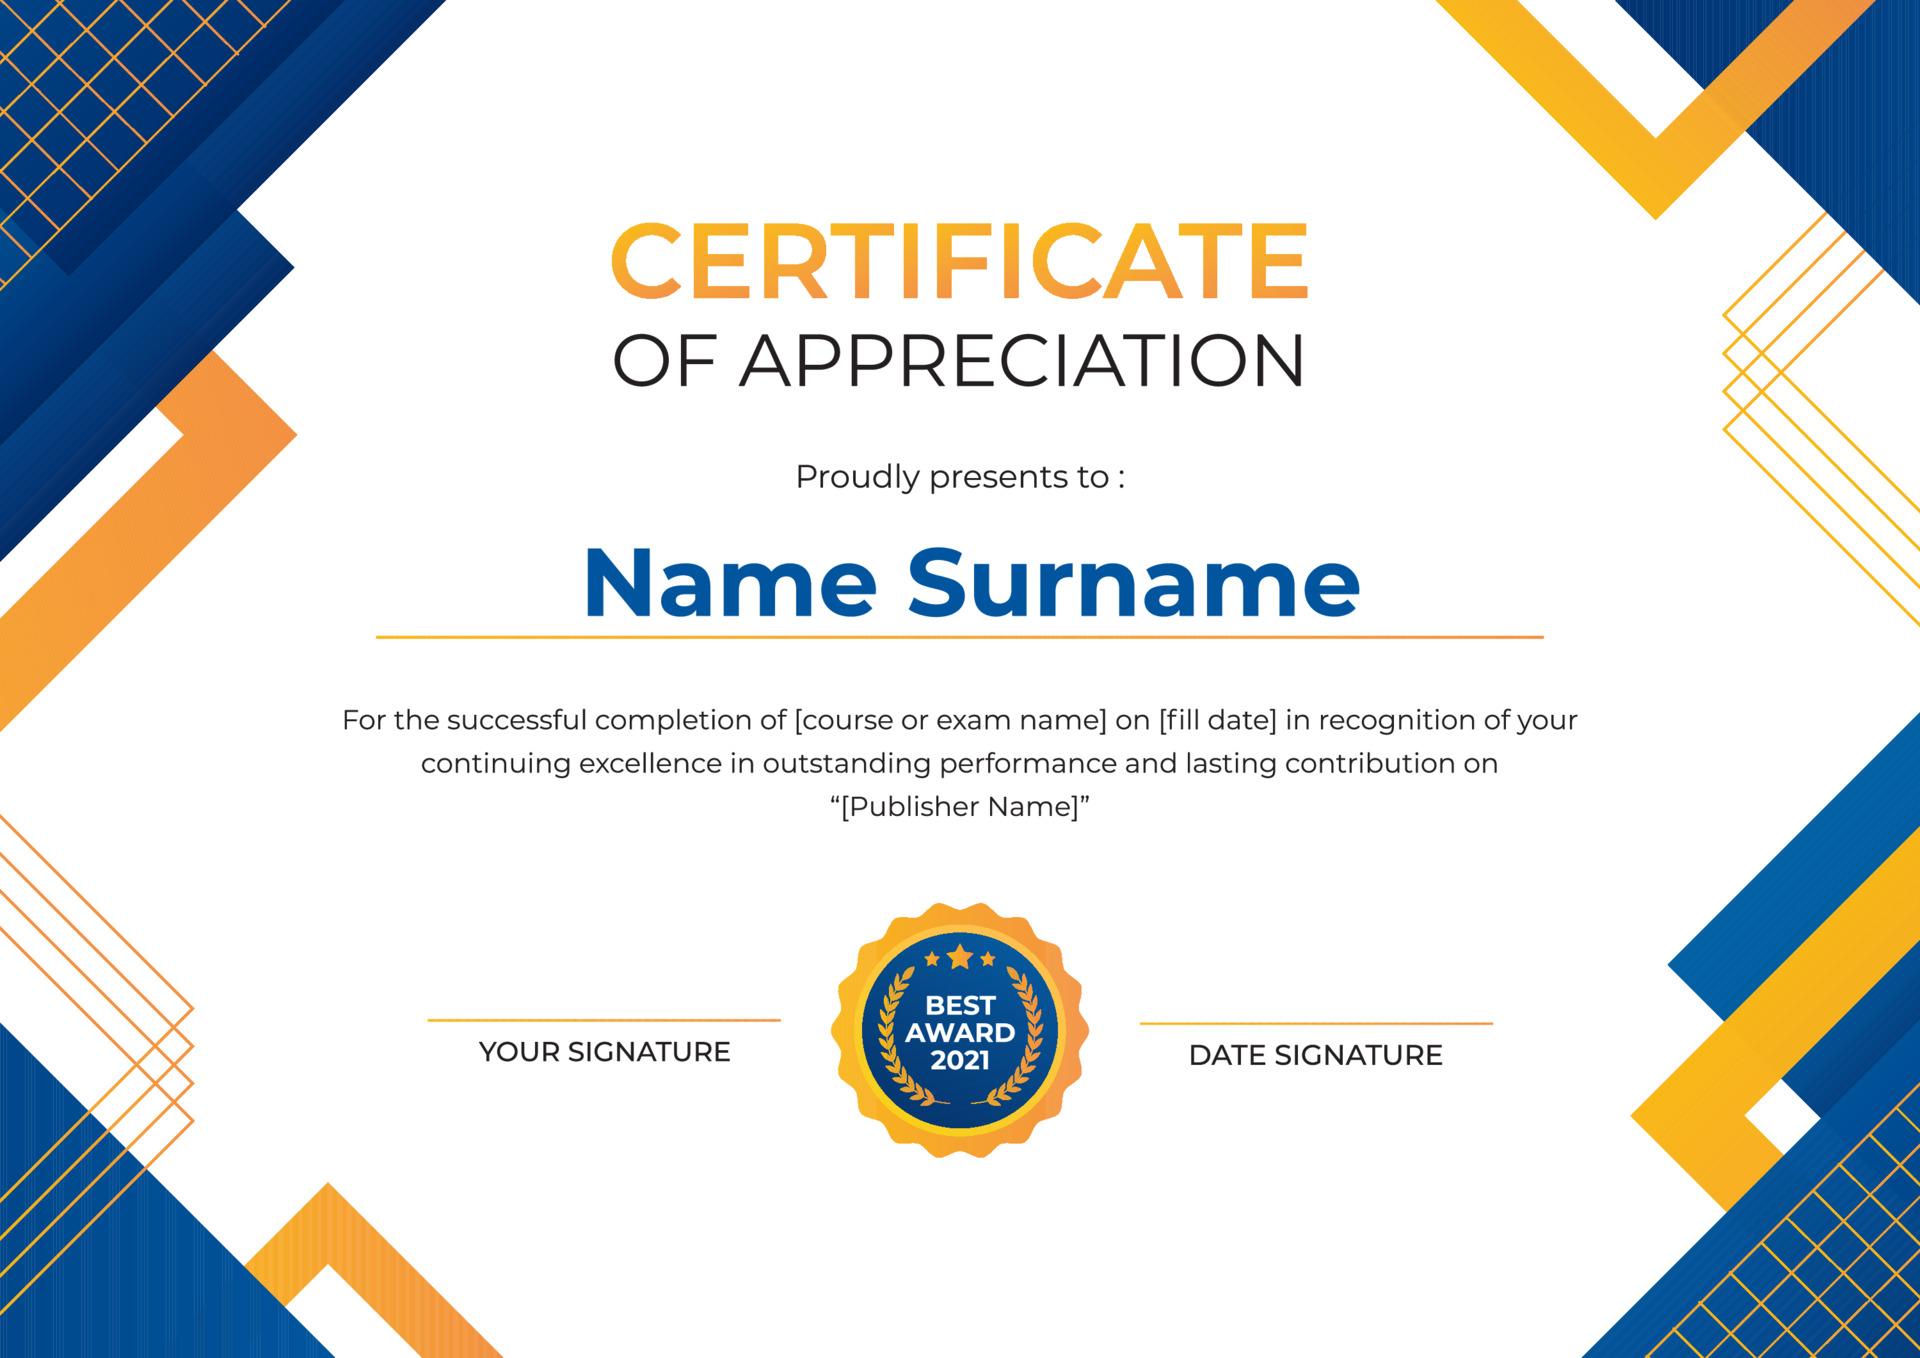 CERTIFICATE
OF APPRECIATION
Proudly presents to :
Name Surname
For the successful completion of [course or exam name] on [fill date] in recognition of your
continuing excellence in outstanding performance and lasting contribution on
“[Publisher Name]”
BEST
AWARD
2021
YOUR SIGNATURE
DATE SIGNATURE